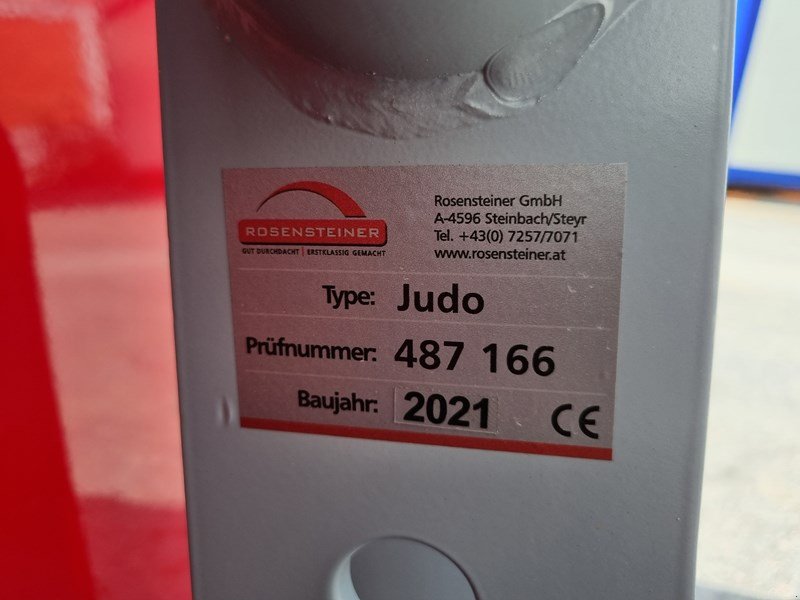 ROSENSTEINER
GUT DURCHDACHT | ERSTKLASSIG GEMACHT
Rosensteiner GmbH
A-4596 Steinbach/Steyr
Tel. +43(0) 7257/7071
www.rosensteiner.at
Type: Judo
Prüfnummer: 487 166
Baujahr: 2021 CE